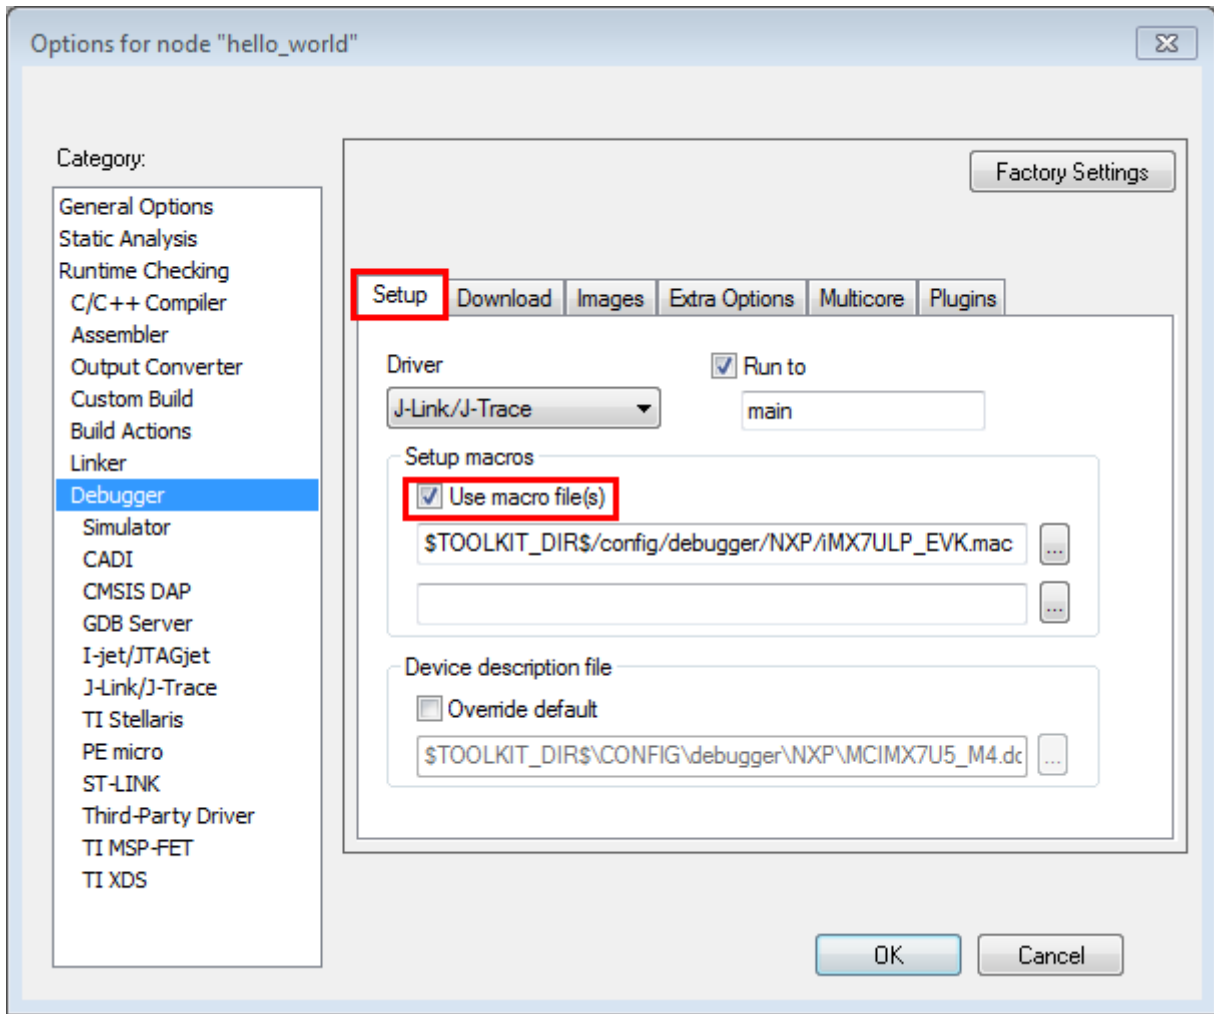 Options for node "hello_world"
Category:
General Options
Static Analysis
Runtime Checking
C/C++ Compiler
Assembler
Output Converter
Custom Build
Build Actions
Linker
Debugger
Simulator
CADI
CMSIS DAP
GDB Server
I-jet/JTAGjet
J-Link/J-Trace
TI Stellaris
PE micro
ST-LINK
Third-Party Driver
TI MSP-FET
TI XDS
Factory Settings
Setup Download Images Extra Options Multicore Plugins
Driver Run to
J-Link/J-Trace main
Setup macros
Use macro file(s)
$TOOLKIT_DIR$/config/debugger/NXP/iMX7ULP_EVK.mac ...
...
Device description file
Override default
$TOOLKIT_DIR$\CONFIG\debugger\NXP\MCIMX7U5_M4.dc ...
OK Cancel